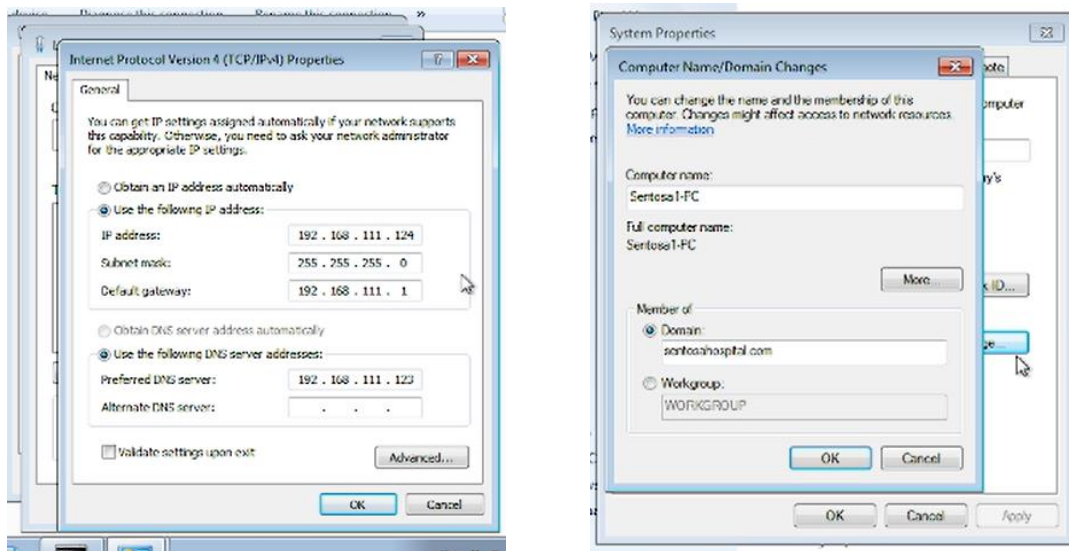 Diagnose this connection
Rename this connection
»
Internet Protocol Version 4 (TCP/IPv4) Properties
General
You can get IP settings assigned automatically if your network supports
this capability. Otherwise, you need to ask your network administrator
for the appropriate IP settings.
Obtain an IP address automatically
Use the following IP address:
IP address: 192 . 168 . 111 . 124
Subnet mask: 255 . 255 . 255 . 0
Default gateway: 192 . 168 . 111 . 1
Obtain DNS server address automatically
Use the following DNS server addresses:
Preferred DNS server: 192 . 168 . 111 . 123
Alternate DNS server: . . .
Validate settings upon exit
Advanced...
OK
Cancel
System Properties
Computer Name/Domain Changes
You can change the name and the membership of this
computer. Changes might affect access to network resources.
More information
Computer name:
Sentosa1-PC
Full computer name:
Sentosa1-PC
More...
Member of
Domain:
sentosahospital.com
Workgroup:
WORKGROUP
OK
Cancel
OK
Cancel
Apply